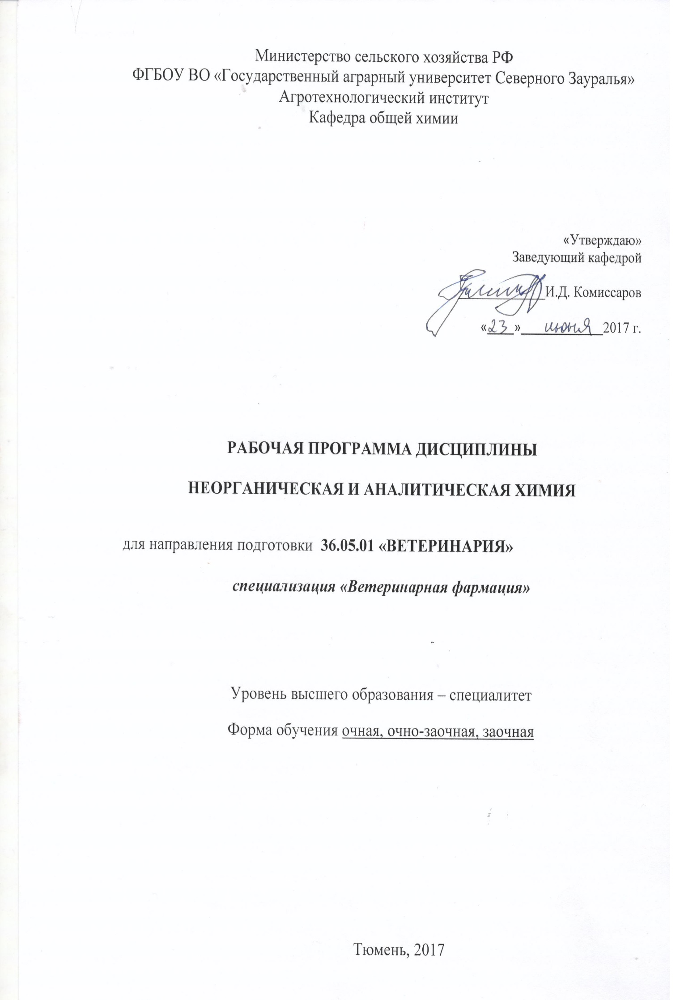 Министерство сельского хозяйства РФ
ФГБОУ ВО «Государственный аграрный университет Северного Зауралья»
Агротехнологический институт
Кафедра общей химии
«Утверждаю»
Заведующий кафедрой
И.Д. Комиссаров
«23» июня 2017 г.
РАБОЧАЯ ПРОГРАММА ДИСЦИПЛИНЫ
НЕОРГАНИЧЕСКАЯ И АНАЛИТИЧЕСКАЯ ХИМИЯ
для направления подготовки 36.05.01 «ВЕТЕРИНАРИЯ»
специализация «Ветеринарная фармация»
Уровень высшего образования – специалитет
Форма обучения очная, очно-заочная, заочная
Тюмень, 2017